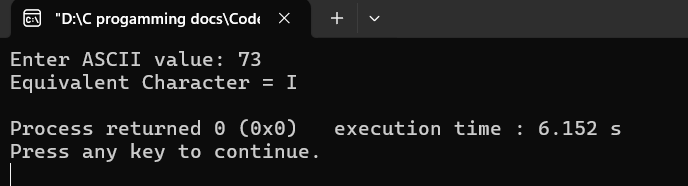 "D:\C progamming docs\Code
Enter ASCII value: 73
Equivalent Character = I
Process returned 0 (0x0)   execution time : 6.152 s
Press any key to continue.